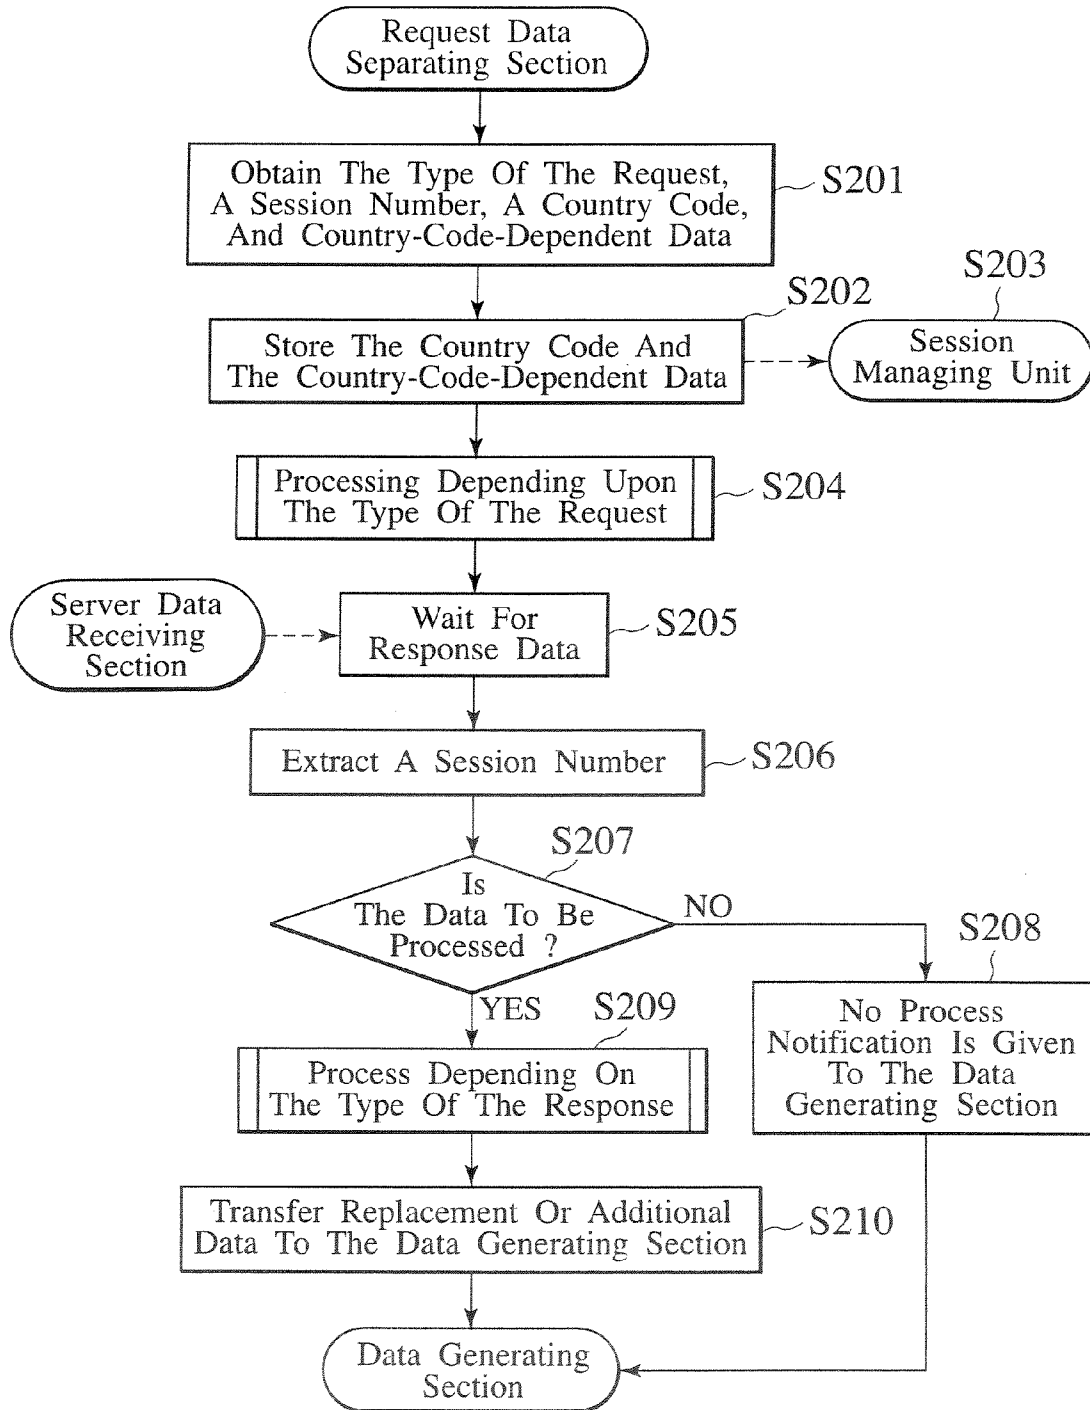 Request Data
Separating Section
Obtain The Type Of The Request,
A Session Number, A Country Code,
And Country-Code-Dependent Data
S201
S202
S203
Store The Country Code And
The Country-Code-Dependent Data
Session
Managing Unit
Processing Depending Upon
The Type Of The Request
S204
Server Data
Receiving
Section
Wait For
Response Data
S205
Extract A Session Number
S206
S207
Is
The Data To Be
Processed ?
NO
YES
S208
No Process
Notification Is Given
To The Data
Generating Section
S209
Process Depending On
The Type Of The Response
Transfer Replacement Or Additional
Data To The Data Generating Section
S210
Data Generating
Section